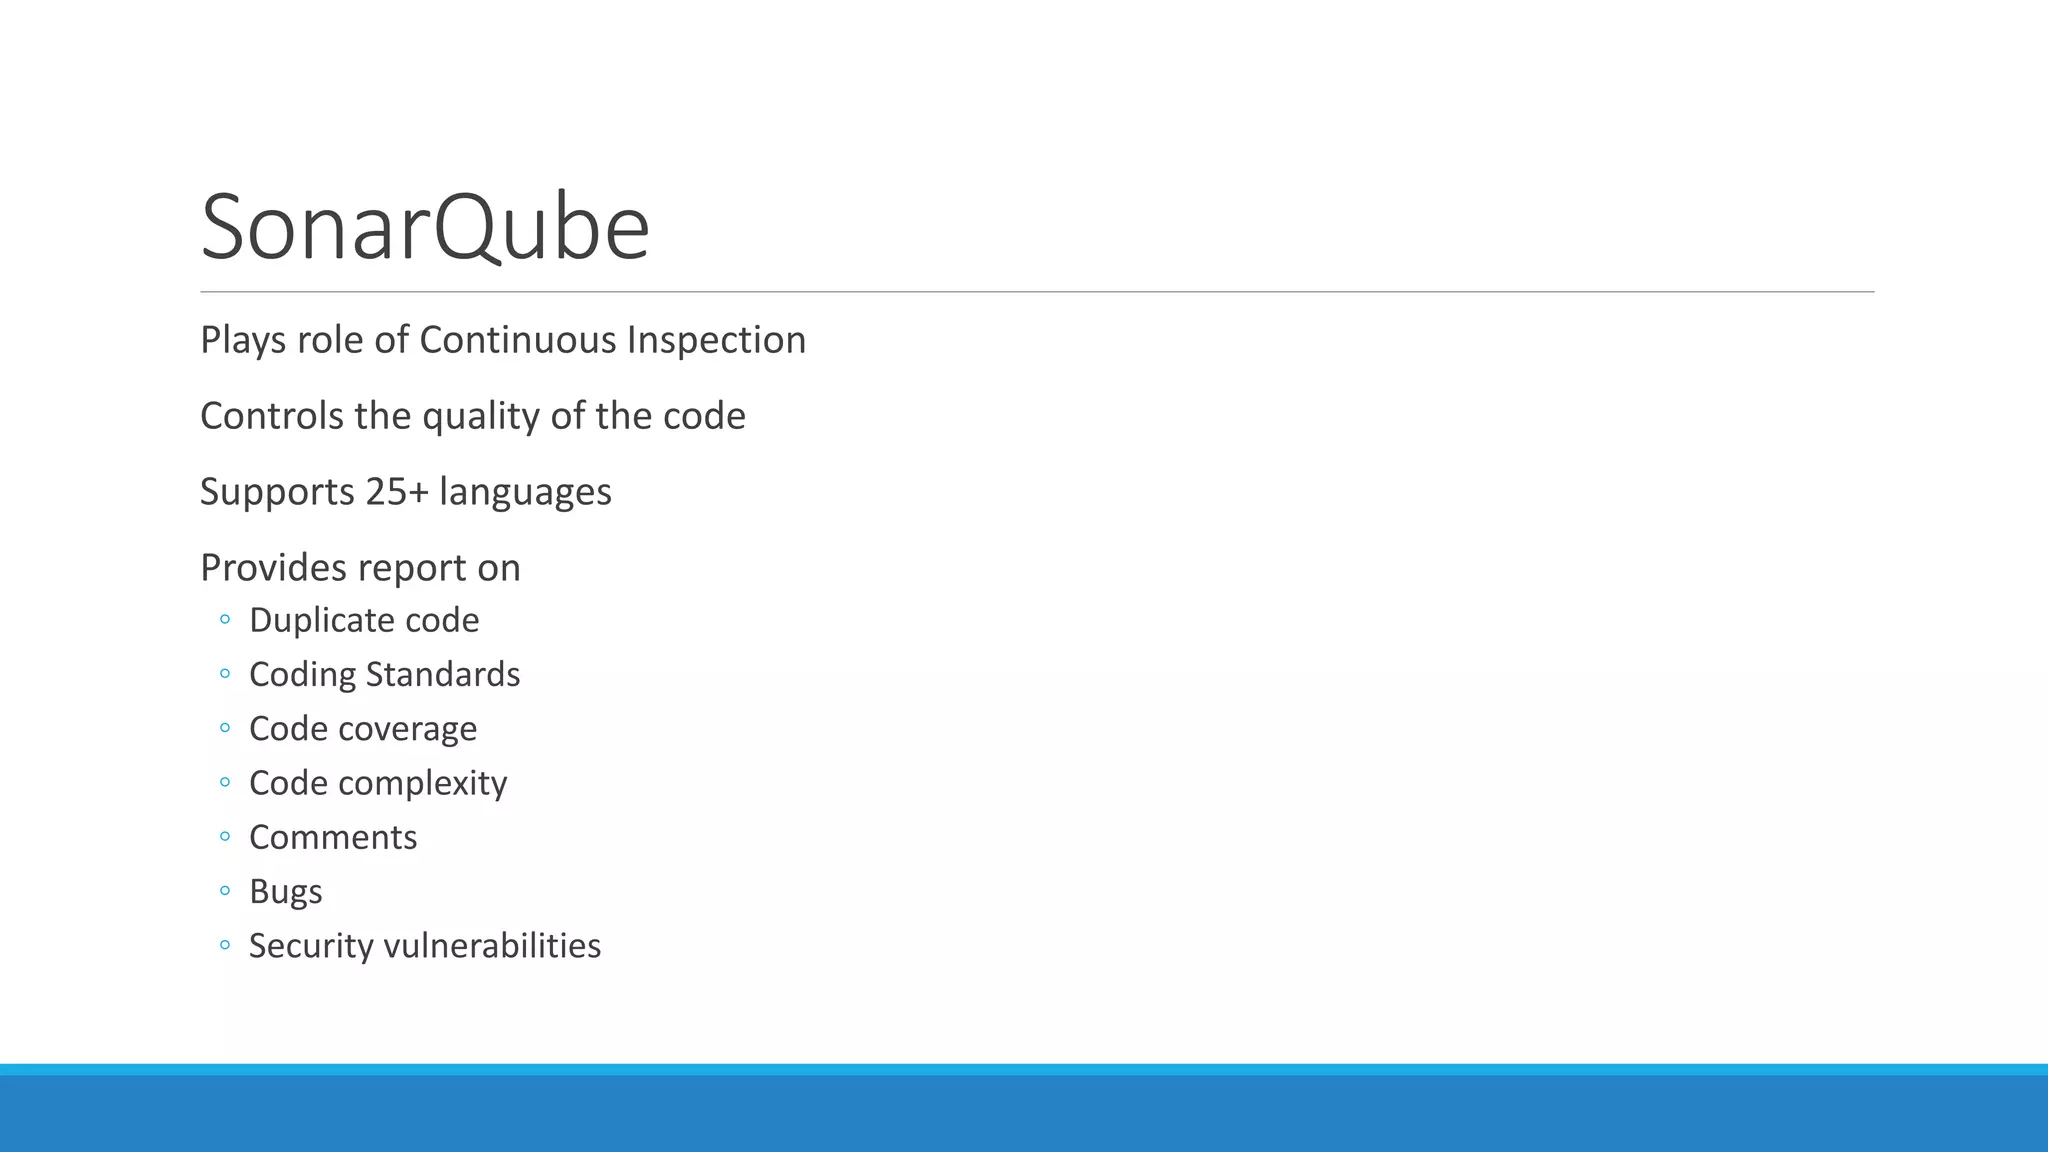 SonarQube
Plays role of Continuous Inspection
Controls the quality of the code
Supports 25+ languages
Provides report on
◦ Duplicate code
◦ Coding Standards
◦ Code coverage
◦ Code complexity
◦ Comments
◦ Bugs
◦ Security vulnerabilities